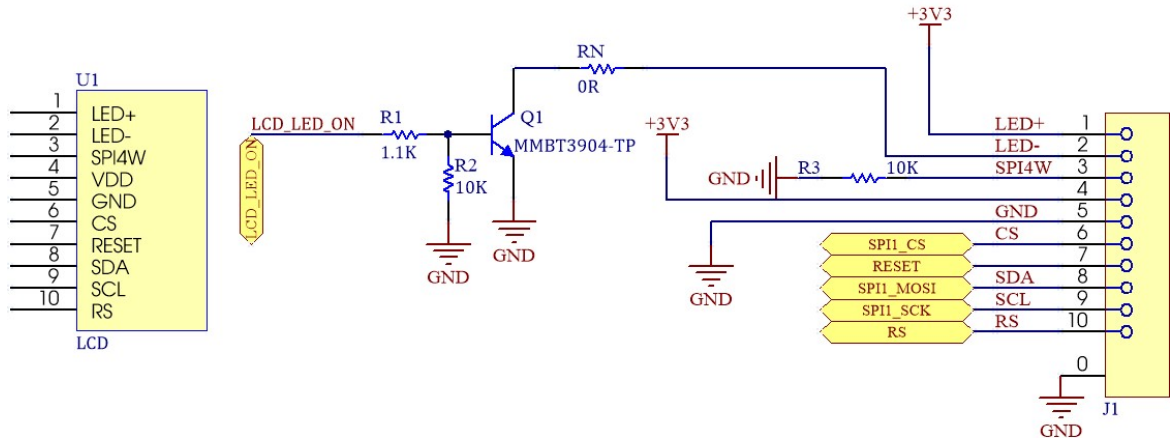 U1
1 LED+
2 LED-
3 SPI4W
4 VDD
5 GND
6 CS
7 RESET
8 SDA
9 SCL
10 RS
LCD
LCD_LED_ON
LCD_LED_ON
R1
1.1K
R2
10K
GND
Q1
MMBT3904-TP
GND
RN
0R
+3V3
+3V3
GND
R3
10K
GND
LED+ 1
LED- 2
SPI4W 3
4
GND 5
SPI1_CS CS 6
RESET 7
SPI1_MOSI SDA 8
SPI1_SCK SCL 9
RS RS 10
0
GND
J1